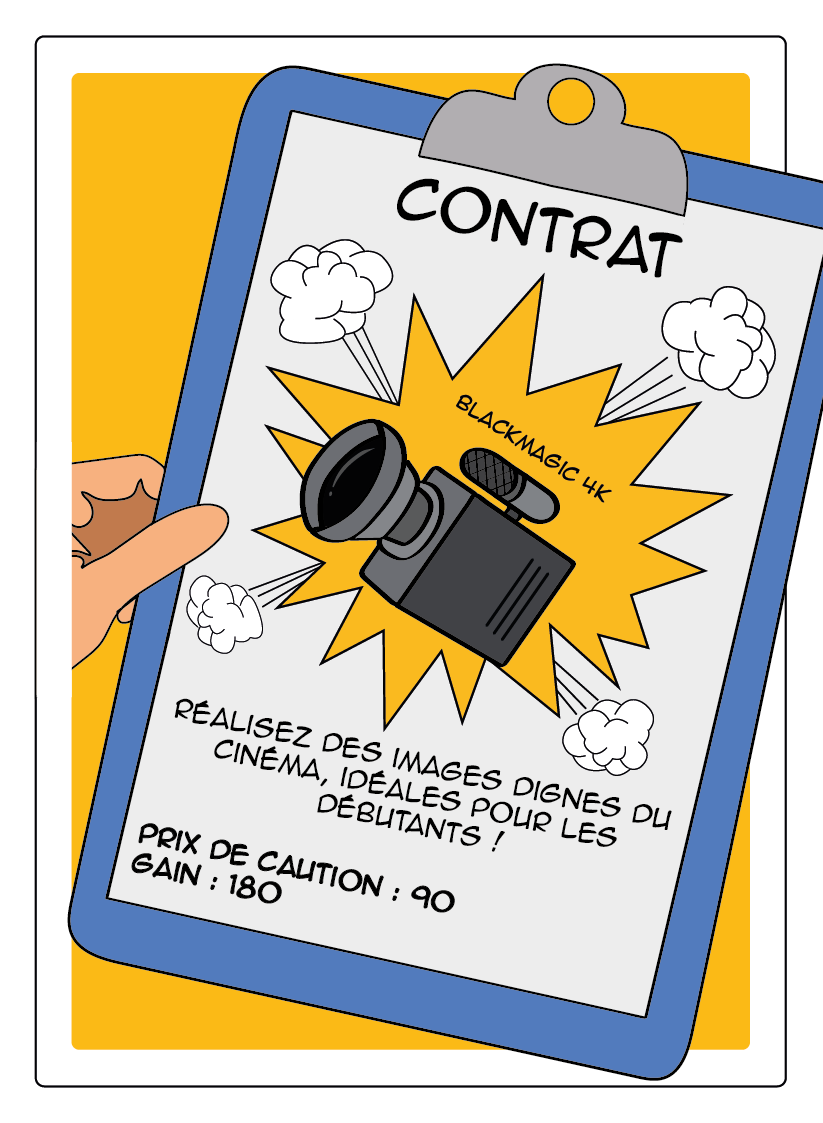 CONTRAT
BLACKMAGIC 4K
RÉALISEZ DES IMAGES DIGNES DU
CINÉMA, IDÉALES POUR LES
DÉBUTANTS !
PRIX DE CAUTION : 90
GAIN : 180